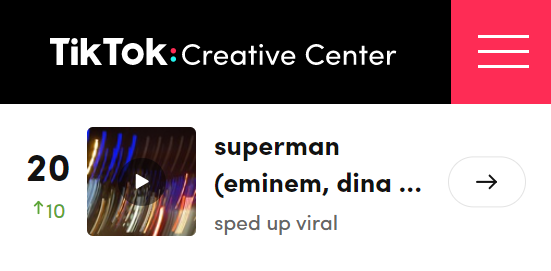 TikTok: Creative Center
20
↑10
superman
(eminem, dina ...
sped up viral